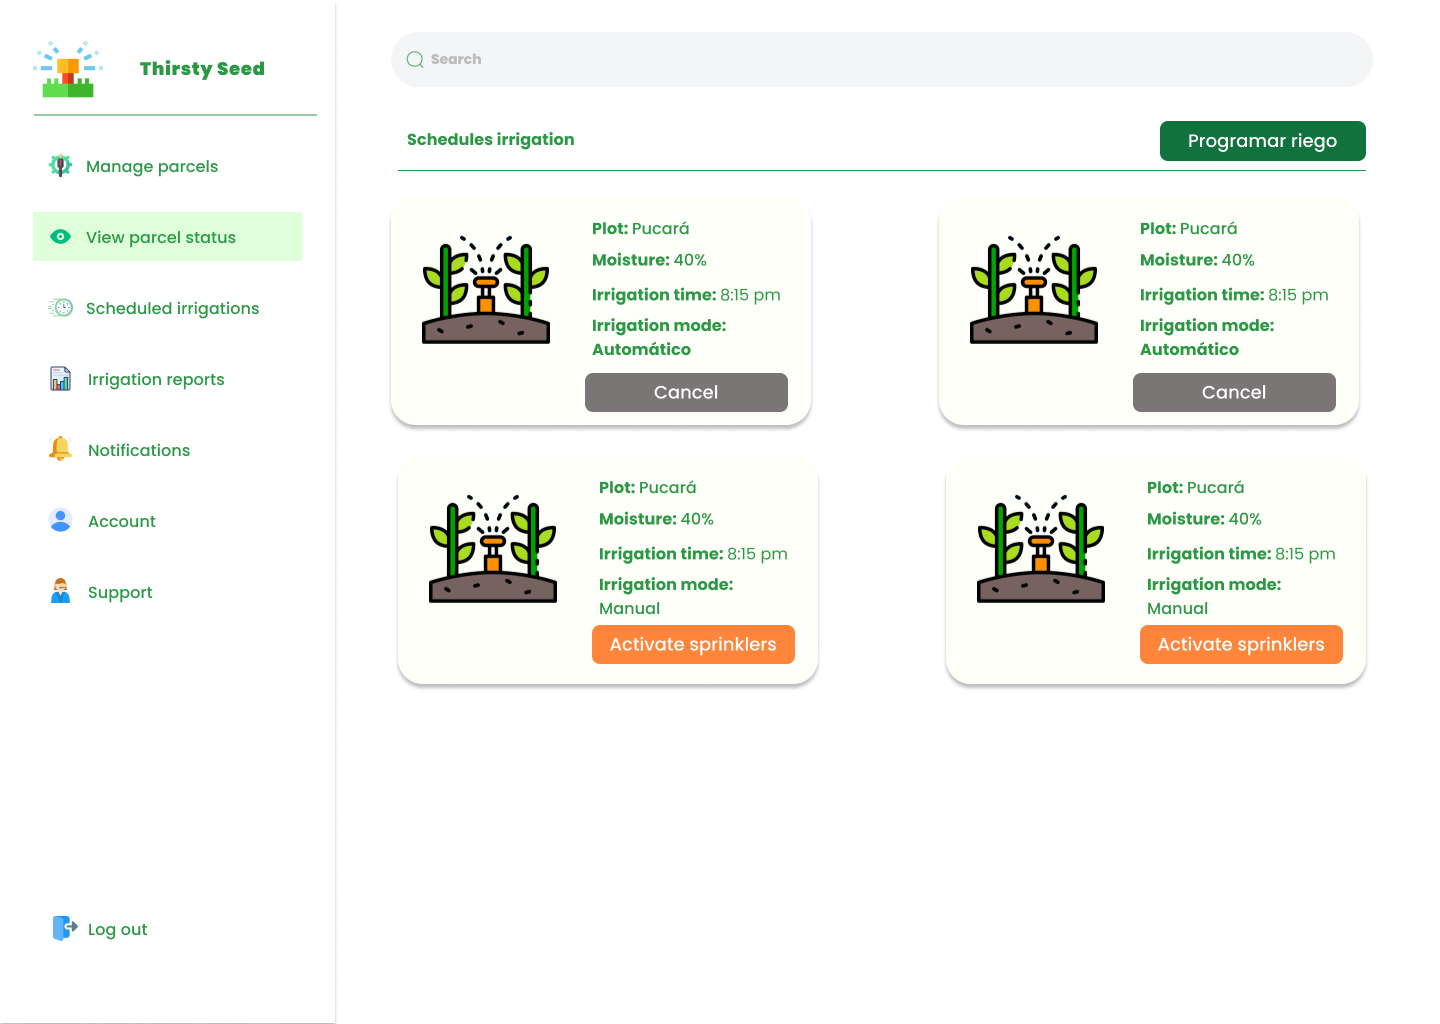 Thirsty Seed
Manage parcels
View parcel status
Scheduled irrigations
Irrigation reports
Notifications
Account
Support
Log out
Search
Schedules irrigation
Programar riego
Plot: Pucará
Moisture: 40%
Irrigation time: 8:15 pm
Irrigation mode:
Automático
Cancel
Plot: Pucará
Moisture: 40%
Irrigation time: 8:15 pm
Irrigation mode:
Automático
Cancel
Plot: Pucará
Moisture: 40%
Irrigation time: 8:15 pm
Irrigation mode:
Manual
Activate sprinklers
Plot: Pucará
Moisture: 40%
Irrigation time: 8:15 pm
Irrigation mode:
Manual
Activate sprinklers